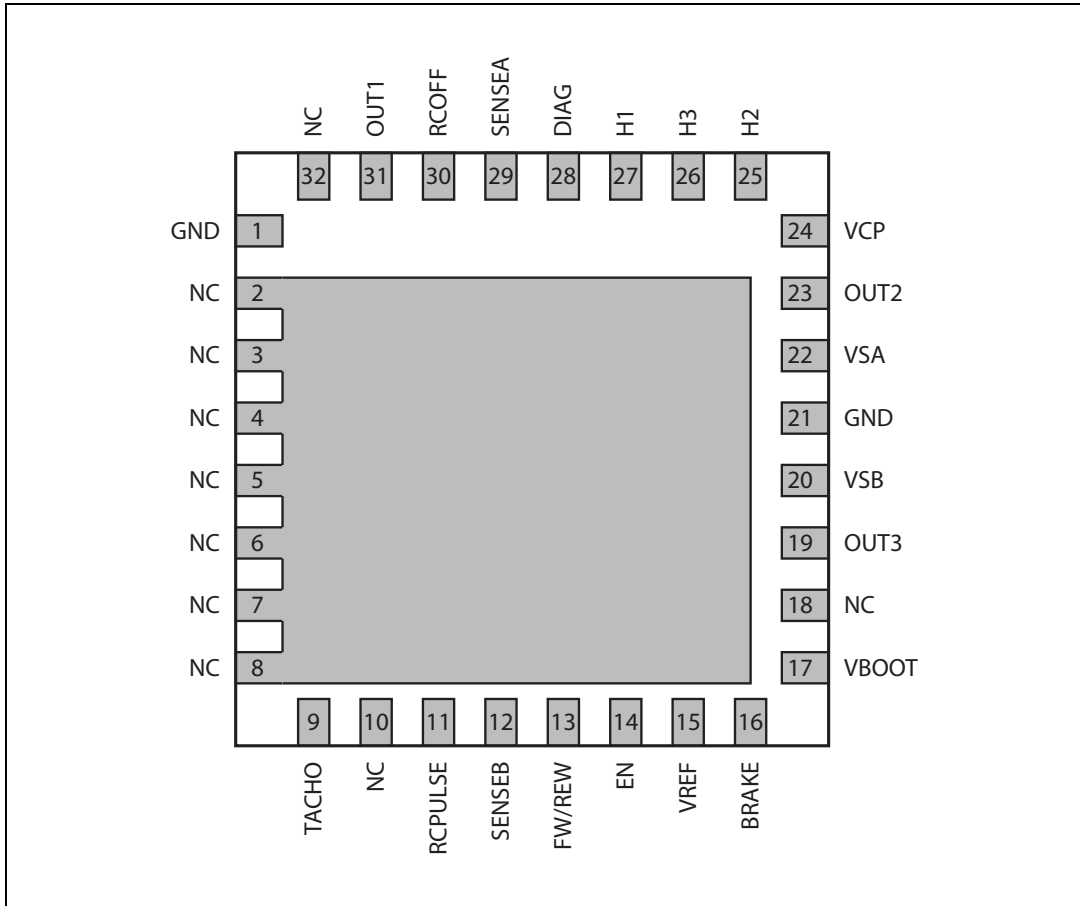 NC
OUT1
RCOFF
SENSEA
DIAG
H1
H3
H2
32
31
30
29
28
27
26
25
GND 1
24 VCP
NC 2
23 OUT2
NC 3
22 VSA
NC 4
21 GND
NC 5
20 VSB
NC 6
19 OUT3
NC 7
18 NC
NC 8
17 VBOOT
9
10
11
12
13
14
15
16
TACHO
NC
RCPULSE
SENSEB
FW/REW
EN
VREF
BRAKE